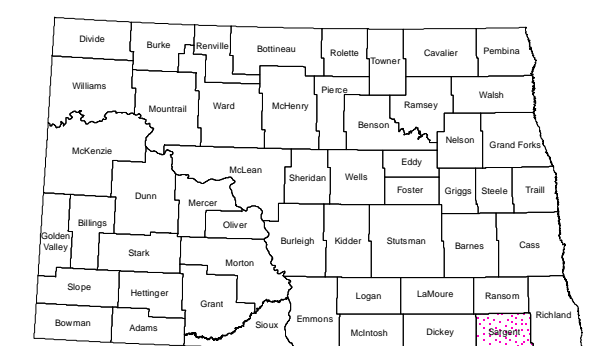 Divide
Burke
Renville
Bottineau
Rolette
Towner
Cavalier
Pembina
Williams
Mountrail
Ward
McHenry
Pierce
Benson
Ramsey
Walsh
Nelson
Grand Forks
McKenzie
Dunn
McLean
Mercer
Oliver
Sheridan
Wells
Eddy
Foster
Griggs
Steele
Traill
Golden
Valley
Billings
Stark
Morton
Burleigh
Kidder
Stutsman
Barnes
Cass
Slope
Hettinger
Grant
Bowman
Adams
Sioux
Emmons
Logan
LaMoure
Ransom
Richland
McIntosh
Dickey
Sargent